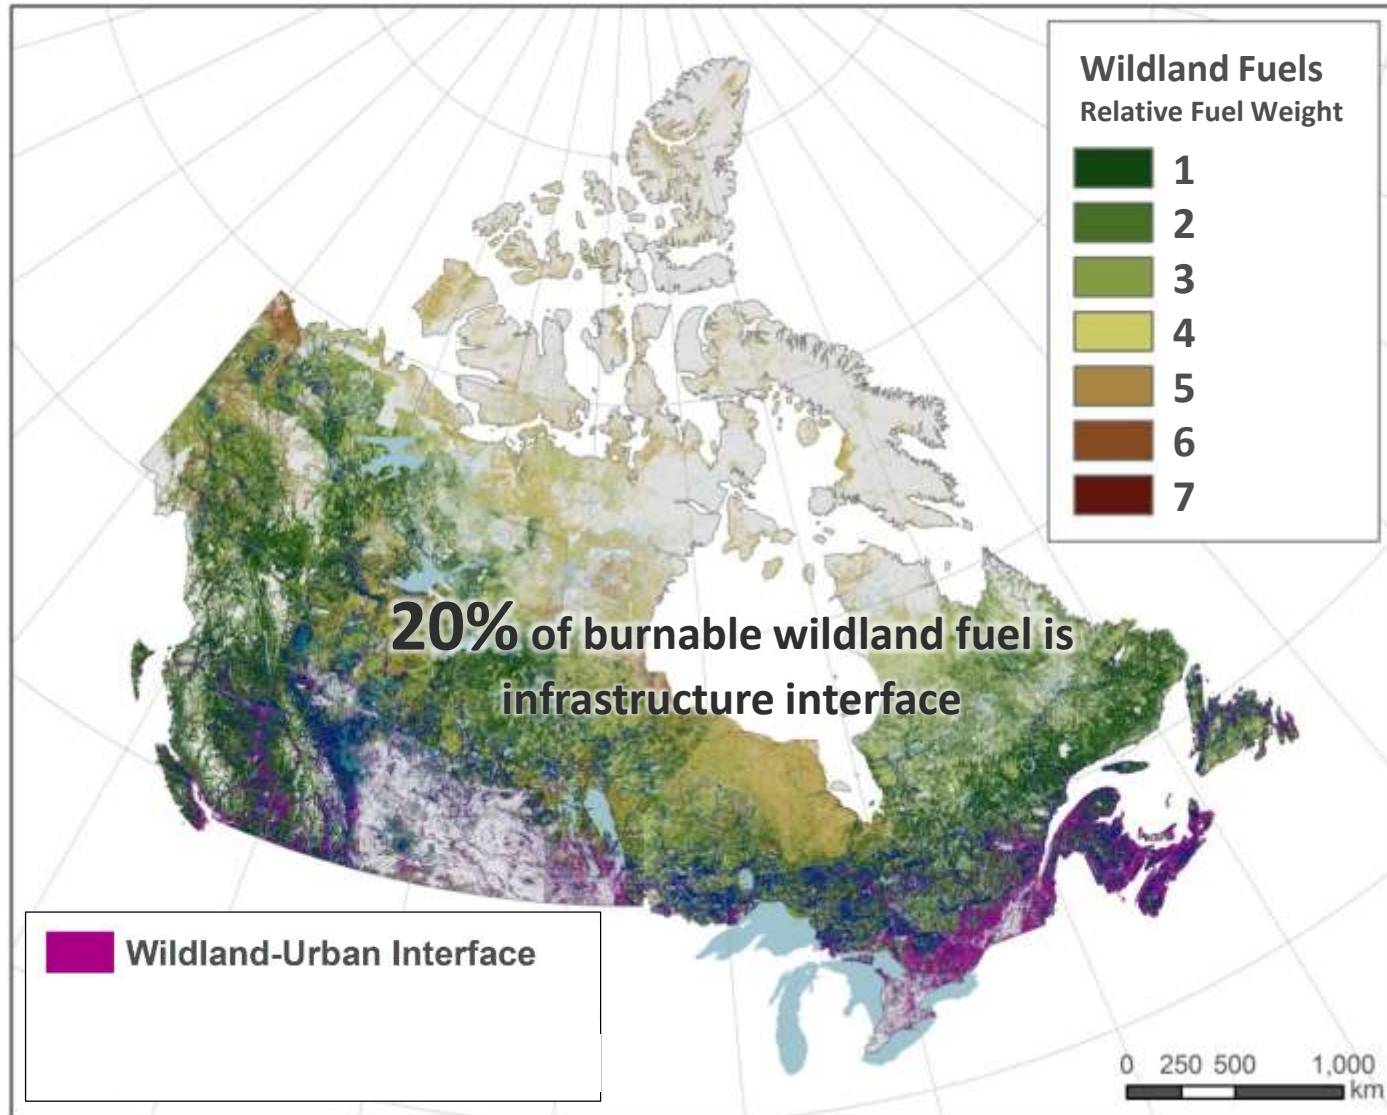 Wildland Fuels
Relative Fuel Weight
1
2
3
4
5
6
7
20% of burnable wildland fuel is
infrastructure interface
Wildland-Urban Interface
0 250 500 1,000
km